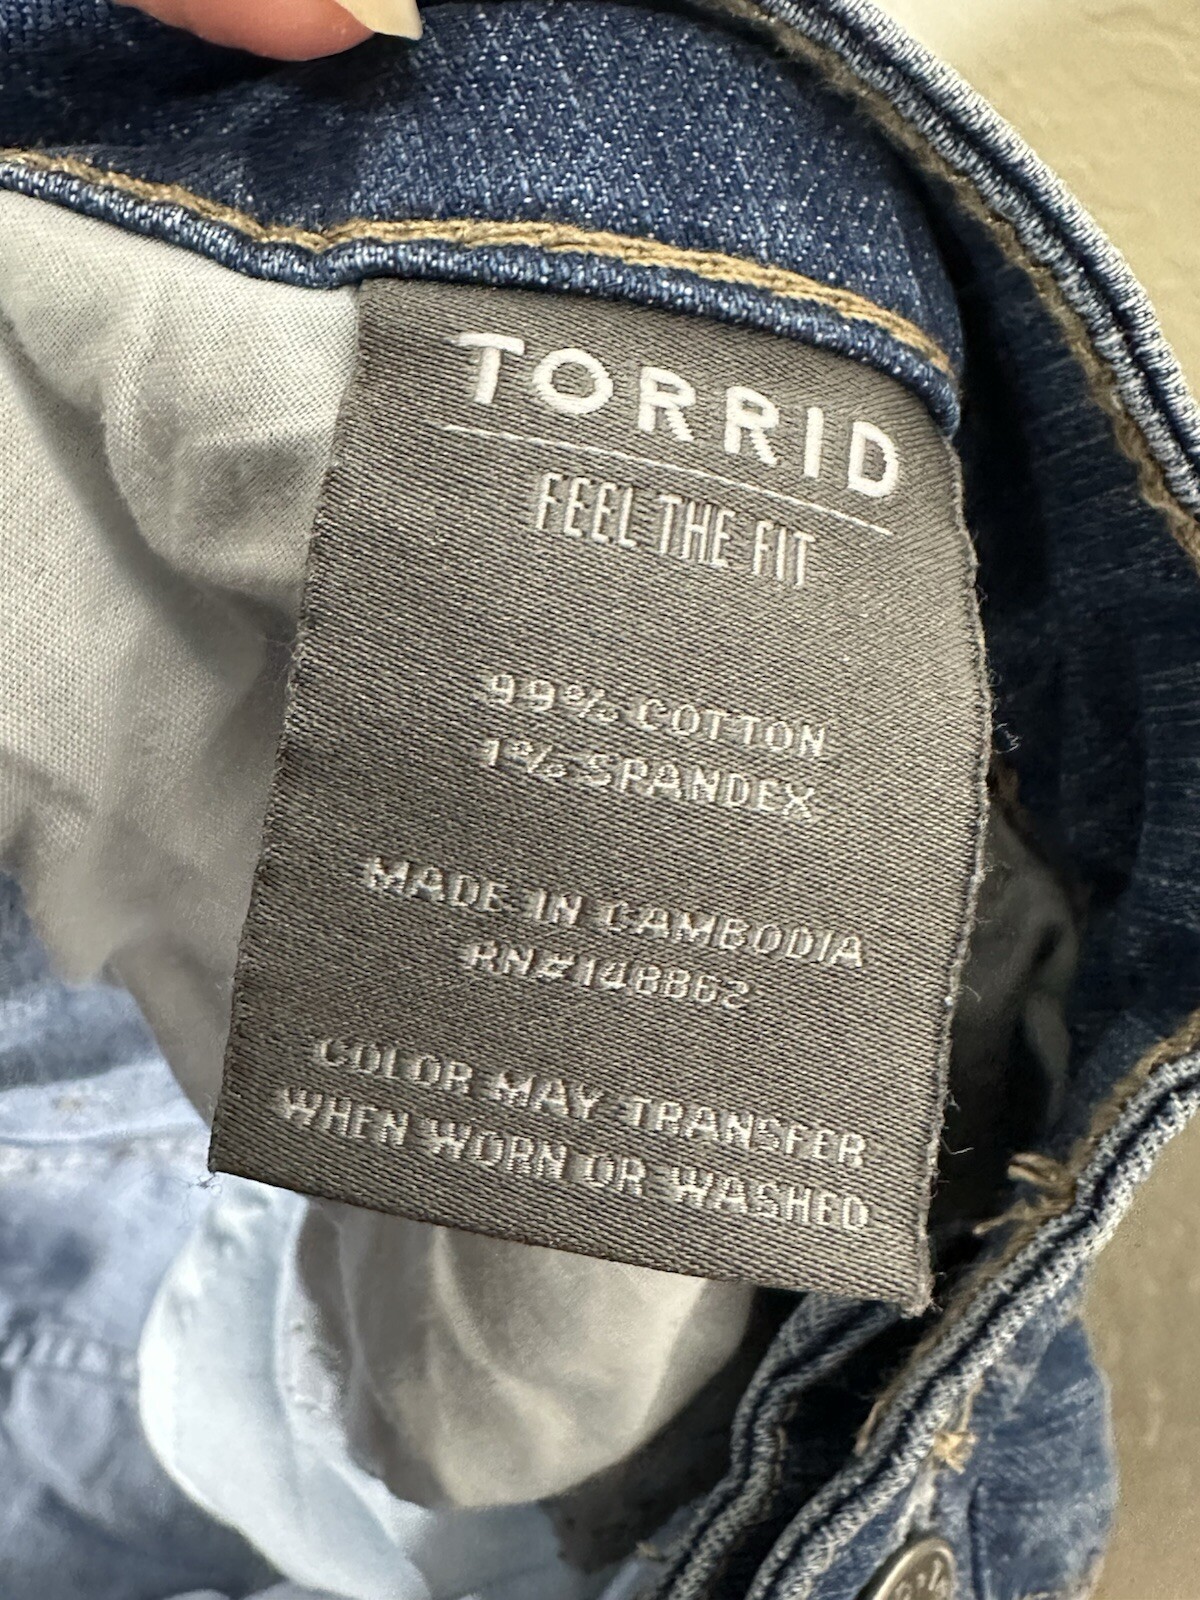 TORRID
FEEL THE FIT
99% COTTON
1% SPANDEX
MADE IN CAMBODIA
RN#148862
COLOR MAY TRANSFER
WHEN WORN OR WASHED